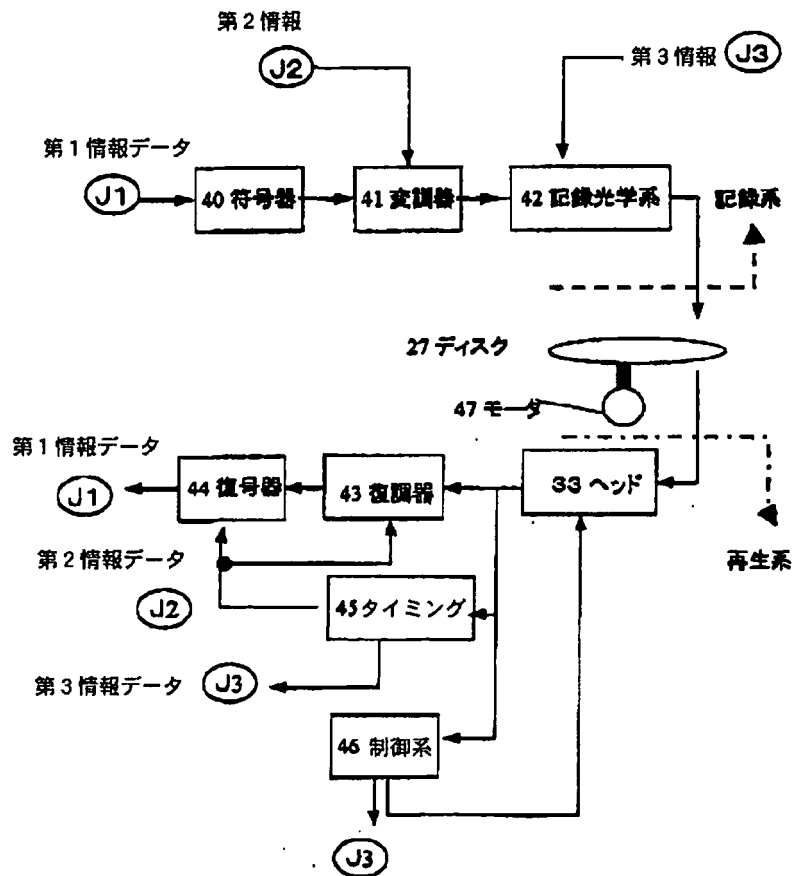 第2情報
J2
第3情報 J3
第1情報データ
J1
40 符号器
41 変調器
42 記録光学系
記録系
27 ディスク
47 モータ
第1情報データ
J1
44 復号器
43 復調器
33 ヘッド
再生系
第2情報データ
J2
45 タイミング
第3情報データ J3
46 制御系
J3